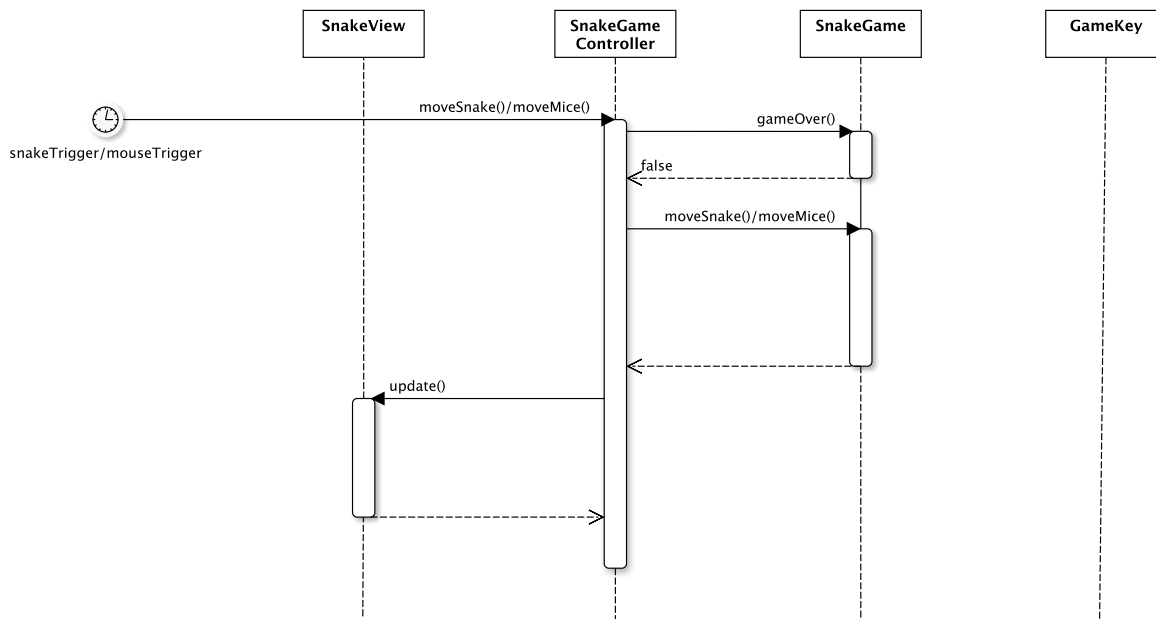 SnakeView
SnakeGame
Controller
SnakeGame
GameKey
moveSnake()/moveMice()
gameOver()
snakeTrigger/mouseTrigger
false
moveSnake()/moveMice()
update()